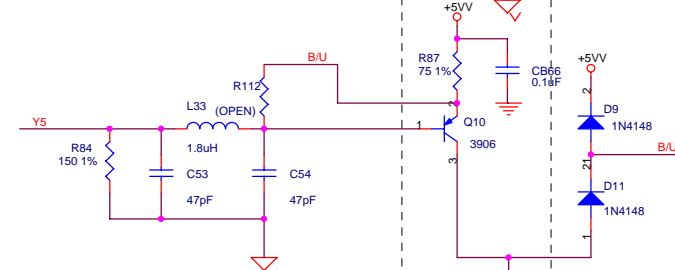 +5VV
B/U
R87
75 1%
CB66
0.1uF
+5VV
R112
(OPEN)
L33
1.8uH
Y5
R84
150 1%
C53
47pF
C54
47pF
1
2
3
Q10
3906
2
D9
1N4148
B/U
21
D11
1N4148
1